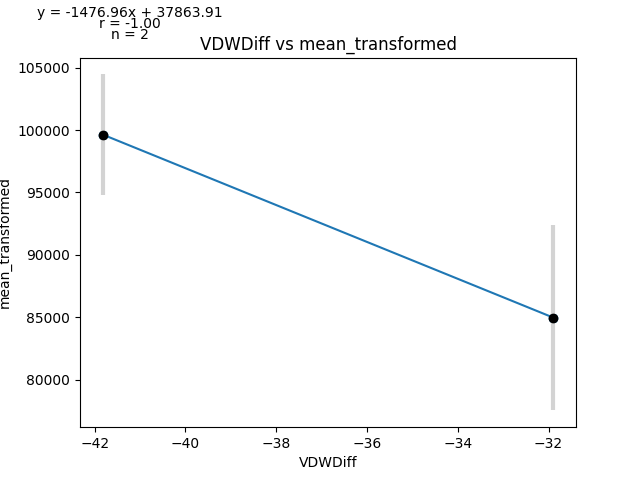 y = -1476.96x + 37863.91
r = -1.00
n = 2
VDWDiff vs mean_transformed
105000
100000
95000
90000
85000
80000
mean_transformed
−42
−40
−38
−36
−34
−32
VDWDiff